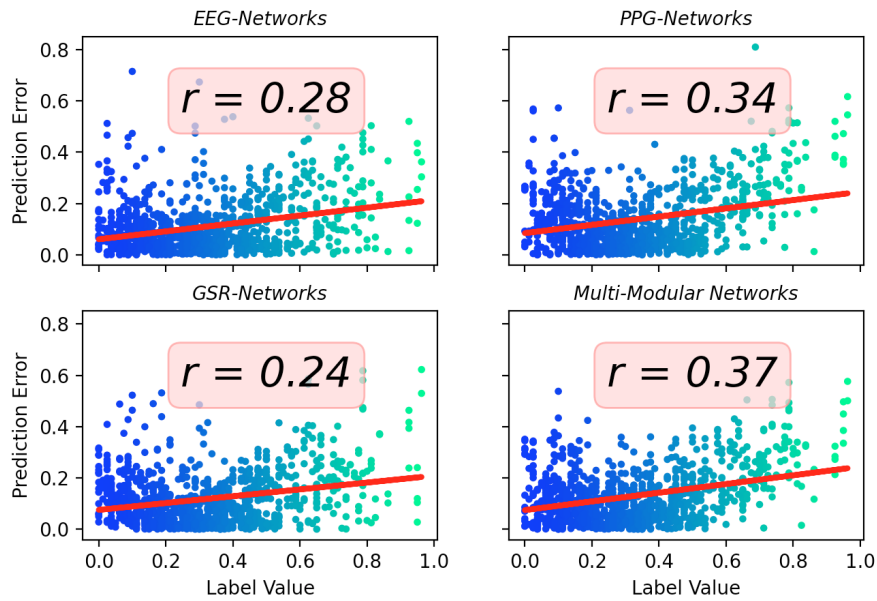 EEG-Networks
PPG-Networks
0.8
0.6
0.4
0.2
0.0
Prediction Error
r = 0.28
r = 0.34
GSR-Networks
Multi-Modular Networks
0.8
0.6
0.4
0.2
0.0
Prediction Error
r = 0.24
r = 0.37
0.0 0.2 0.4 0.6 0.8 1.0
0.0 0.2 0.4 0.6 0.8 1.0
Label Value
Label Value